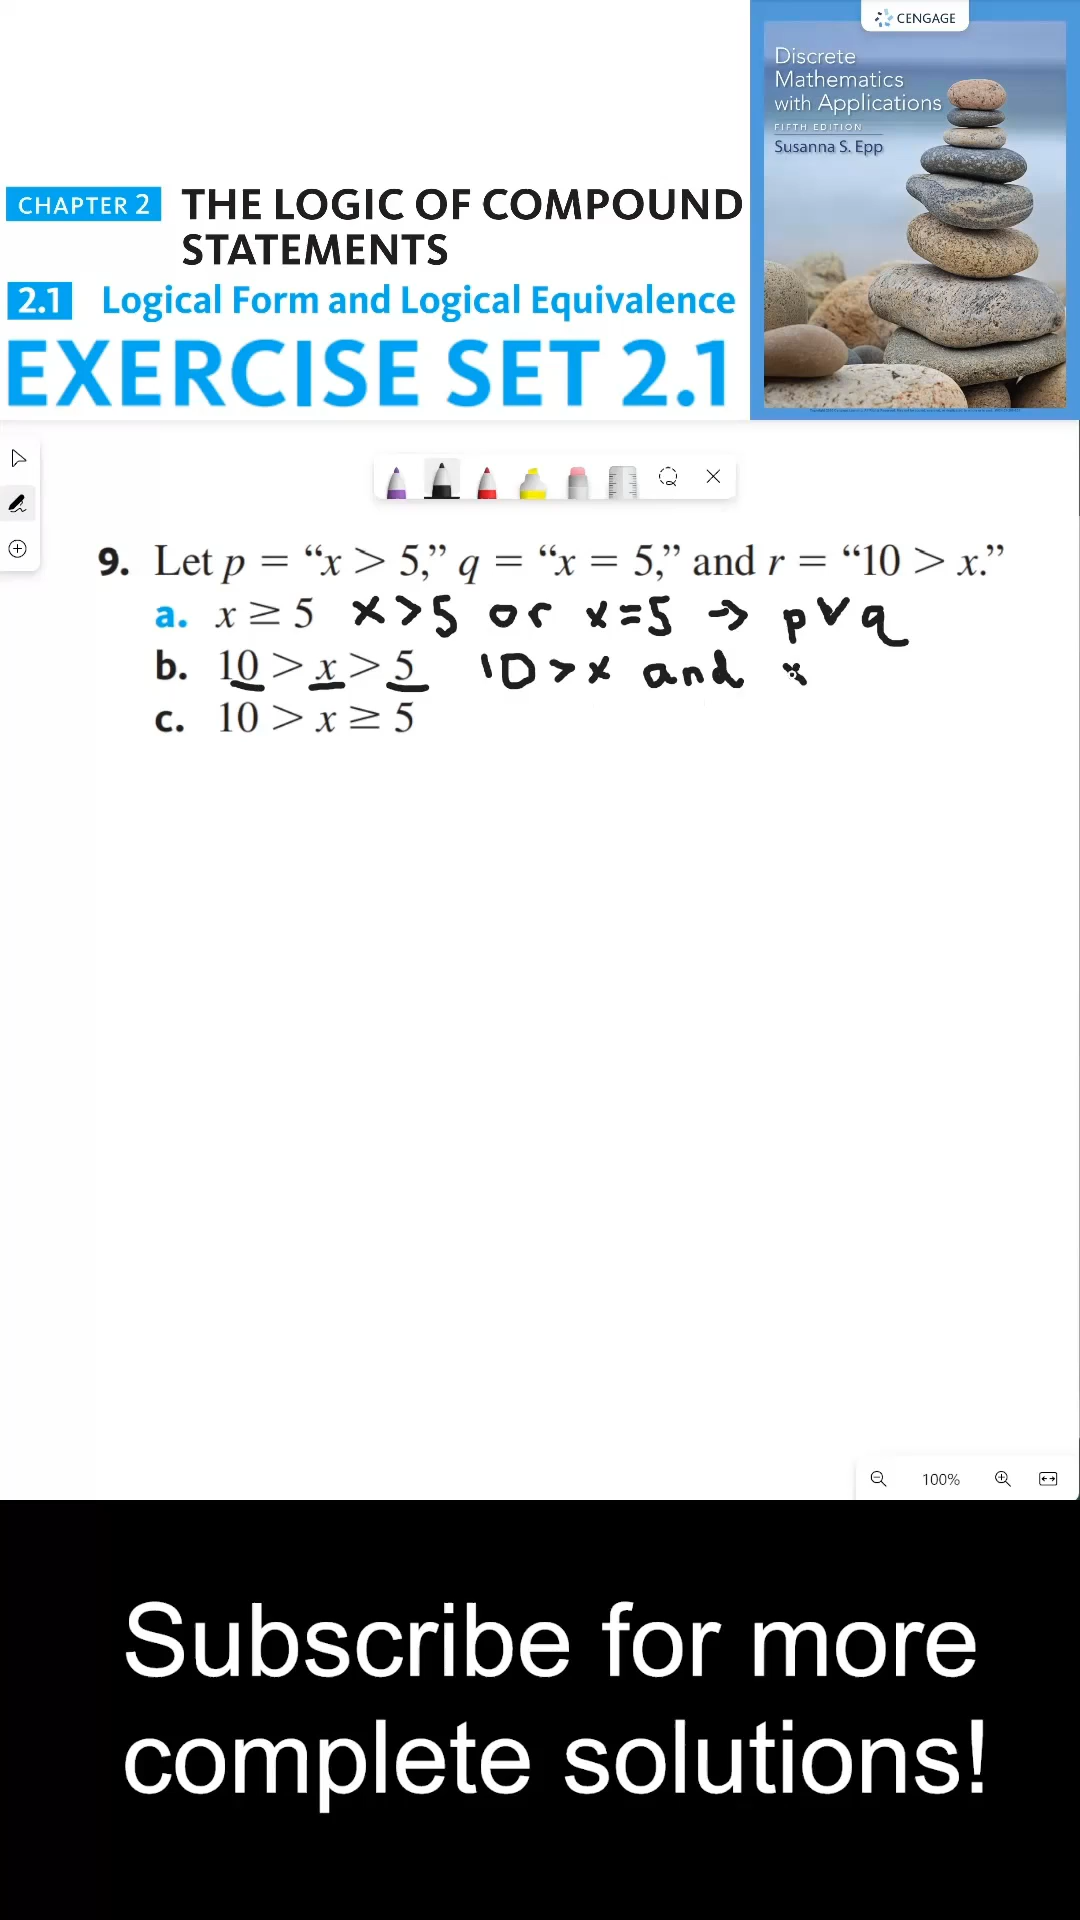 CENGAGE
Discrete
Mathematics
with Applications
FIFTH EDITION
Susanna S. Epp
CHAPTER 2 THE LOGIC OF COMPOUND
STATEMENTS
2.1 Logical Form and Logical Equivalence
EXERCISE SET 2.1
9. Let p = “x > 5,” q = “x = 5,” and r = “10 > x.”
a. x ≥ 5 x>5 or x=5 → p∨q
b. 10 > x > 5 10>x and x
c. 10 > x ≥ 5
100%
Subscribe for more
complete solutions!